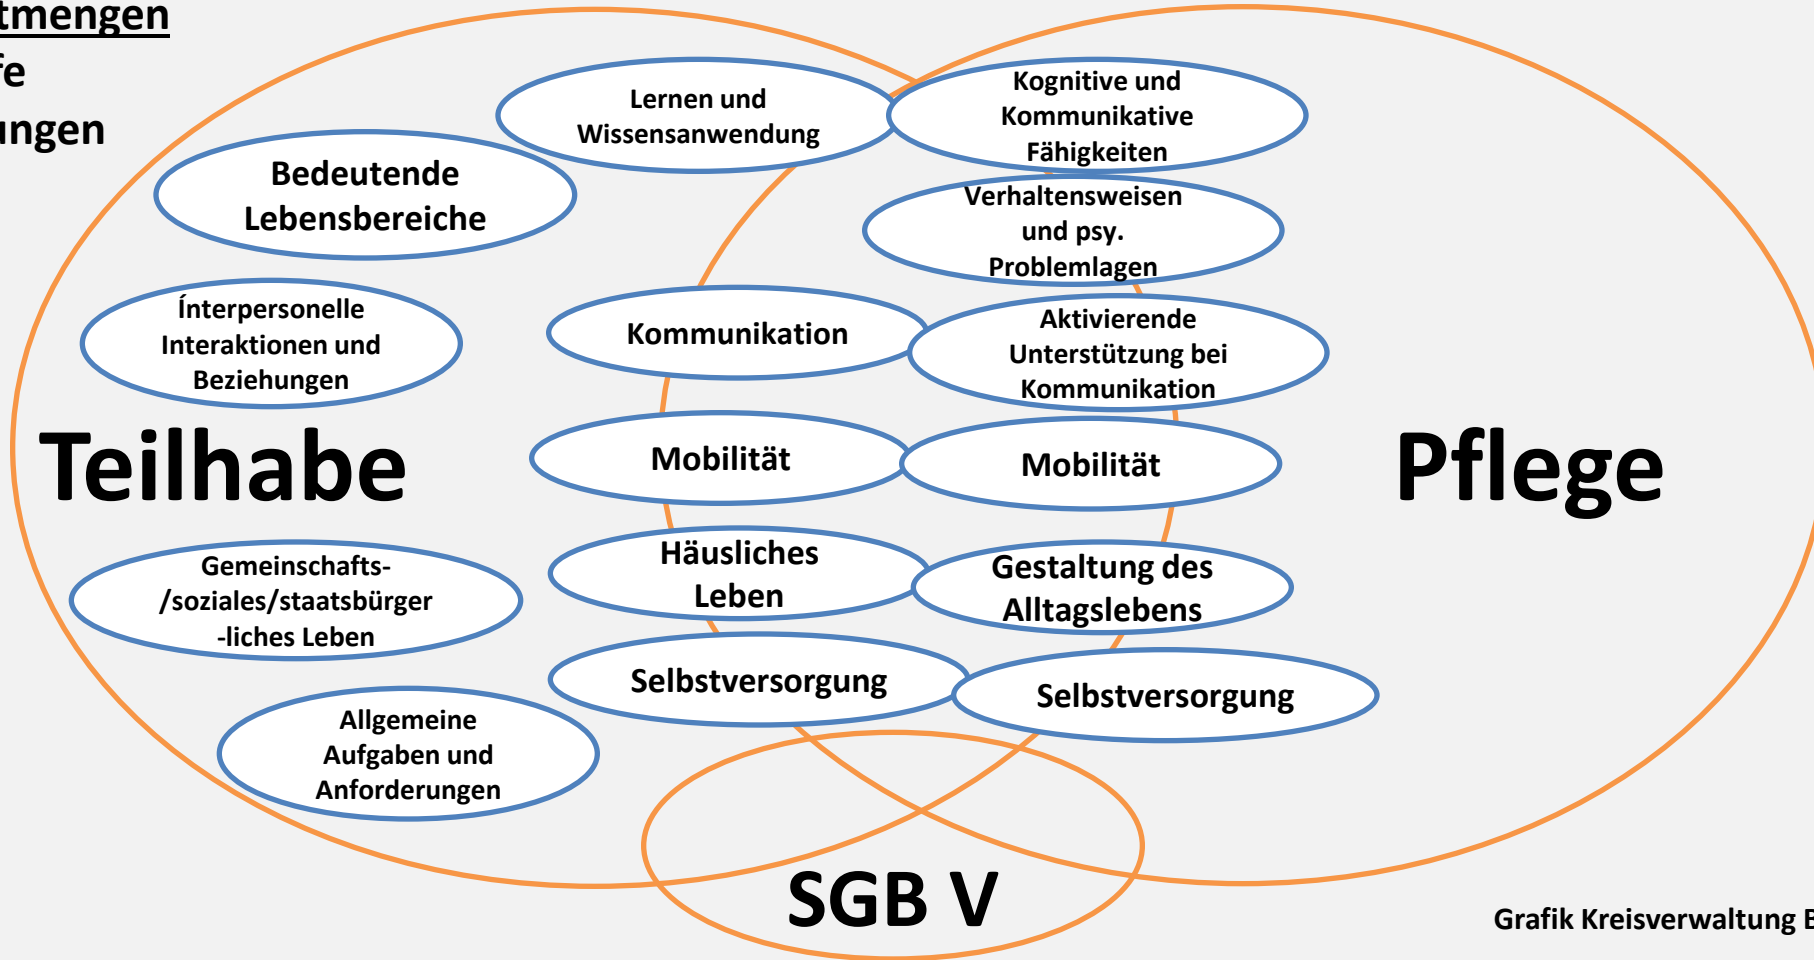 tmengen
fe
ungen
Lernen und
Wissensanwendung
Kognitive und
Kommunikative
Fähigkeiten
Bedeutende
Lebensbereiche
Verhaltensweisen
und psy.
Problemlagen
Ínterpersonelle
Interaktionen und
Beziehungen
Kommunikation
Aktivierende
Unterstützung bei
Kommunikation
Teilhabe
Mobilität
Mobilität
Pflege
Häusliches
Leben
Gestaltung des
Alltagslebens
Gemeinschafts-
/soziales/staatsbürger
-liches Leben
Selbstversorgung
Selbstversorgung
Allgemeine
Aufgaben und
Anforderungen
SGB V
Grafik Kreisverwaltung B